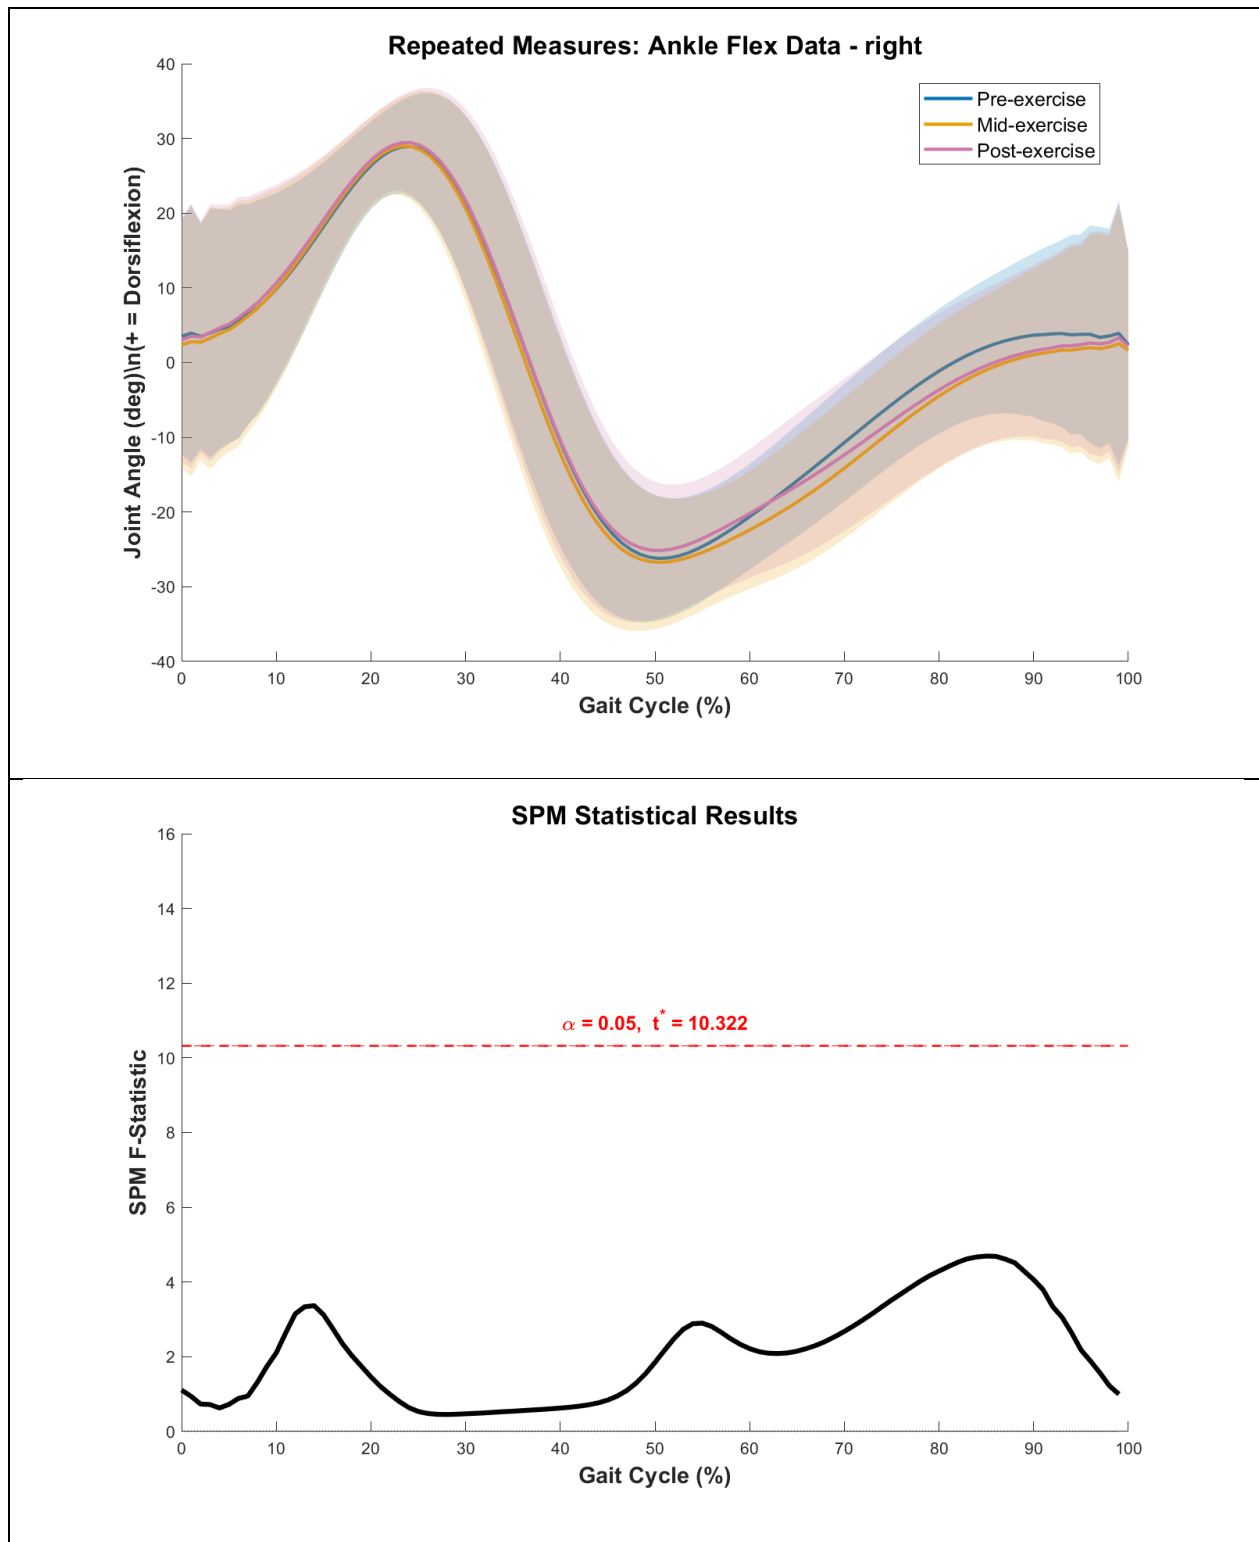 Repeated Measures: Ankle Flex Data - right
40
30
20
10
0
-10
-20
-30
-40
Joint Angle (deg)\n(+ = Dorsiflexion)
Pre-exercise
Mid-exercise
Post-exercise
0 10 20 30 40 50 60 70 80 90 100
Gait Cycle (%)
SPM Statistical Results
16
14
12
10
8
6
4
2
0
SPM F-Statistic
α = 0.05, t* = 10.322
0 10 20 30 40 50 60 70 80 90 100
Gait Cycle (%)